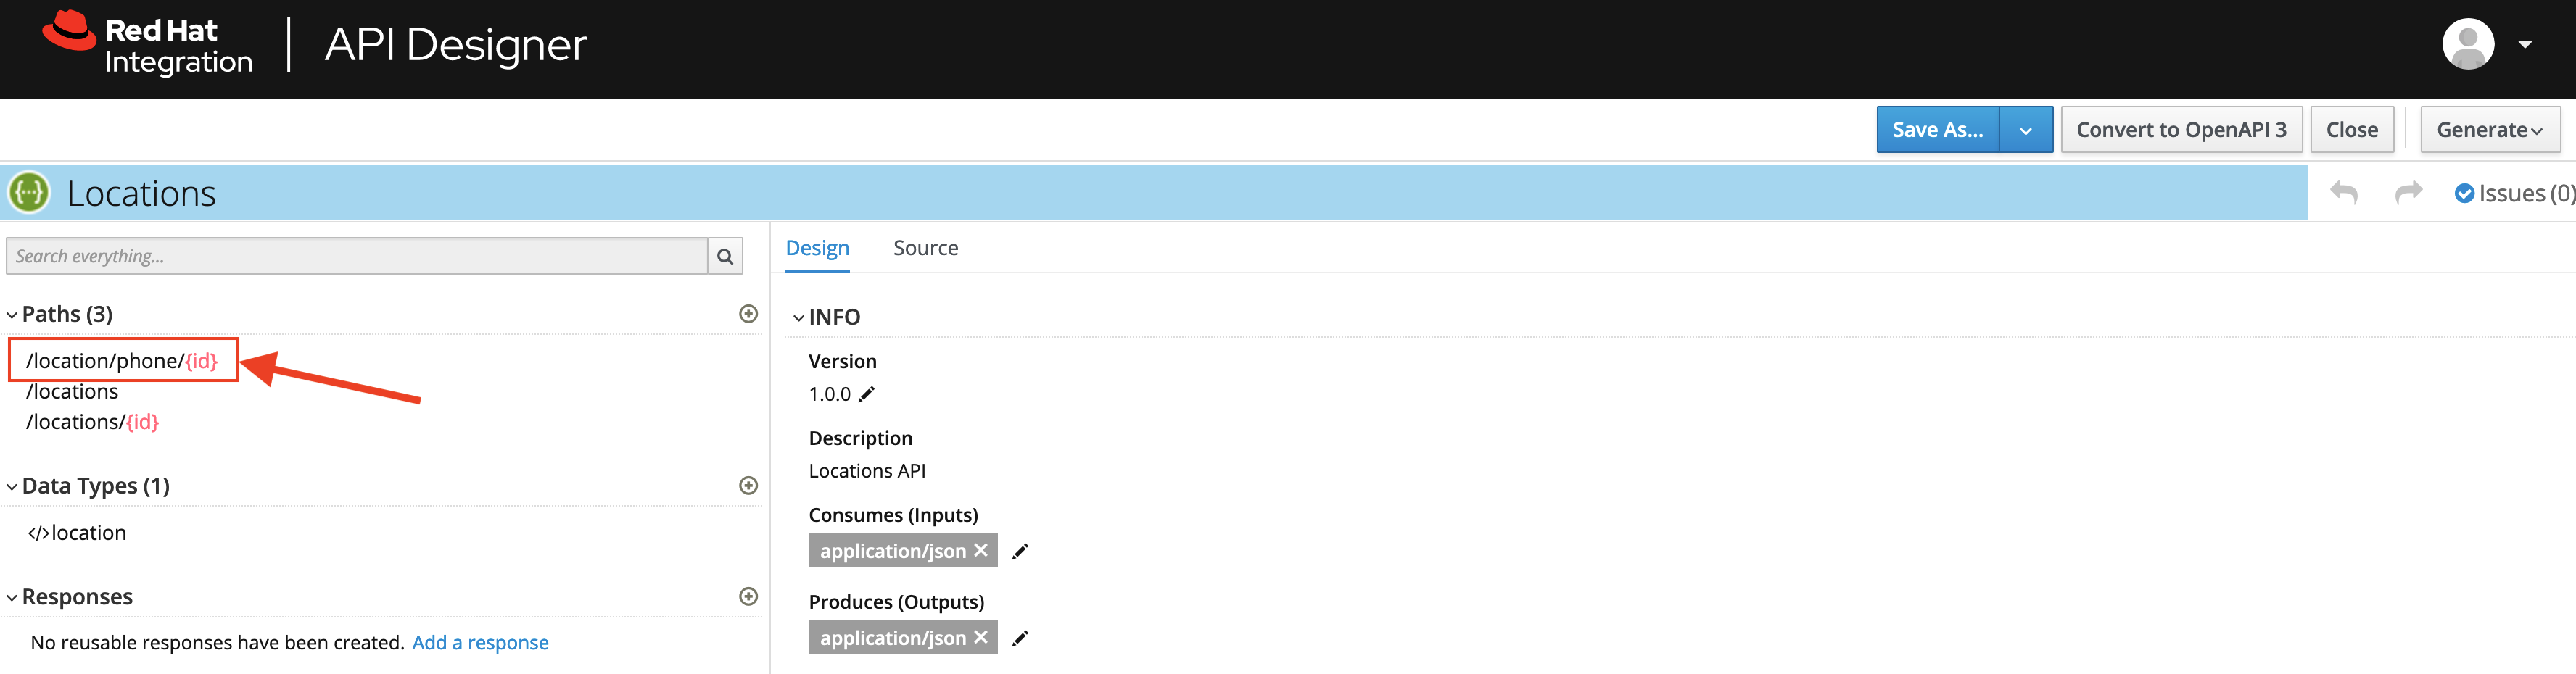 Red Hat
Integration
API Designer
Save As...
Convert to OpenAPI 3
Close
Generate
Locations
Issues (0)
Search everything...
Design
Source
Paths (3)
/location/phone/{id}
/locations
/locations/{id}
Data Types (1)
</>location
Responses
No reusable responses have been created. Add a response
INFO
Version
1.0.0
Description
Locations API
Consumes (Inputs)
application/json ✕
Produces (Outputs)
application/json ✕